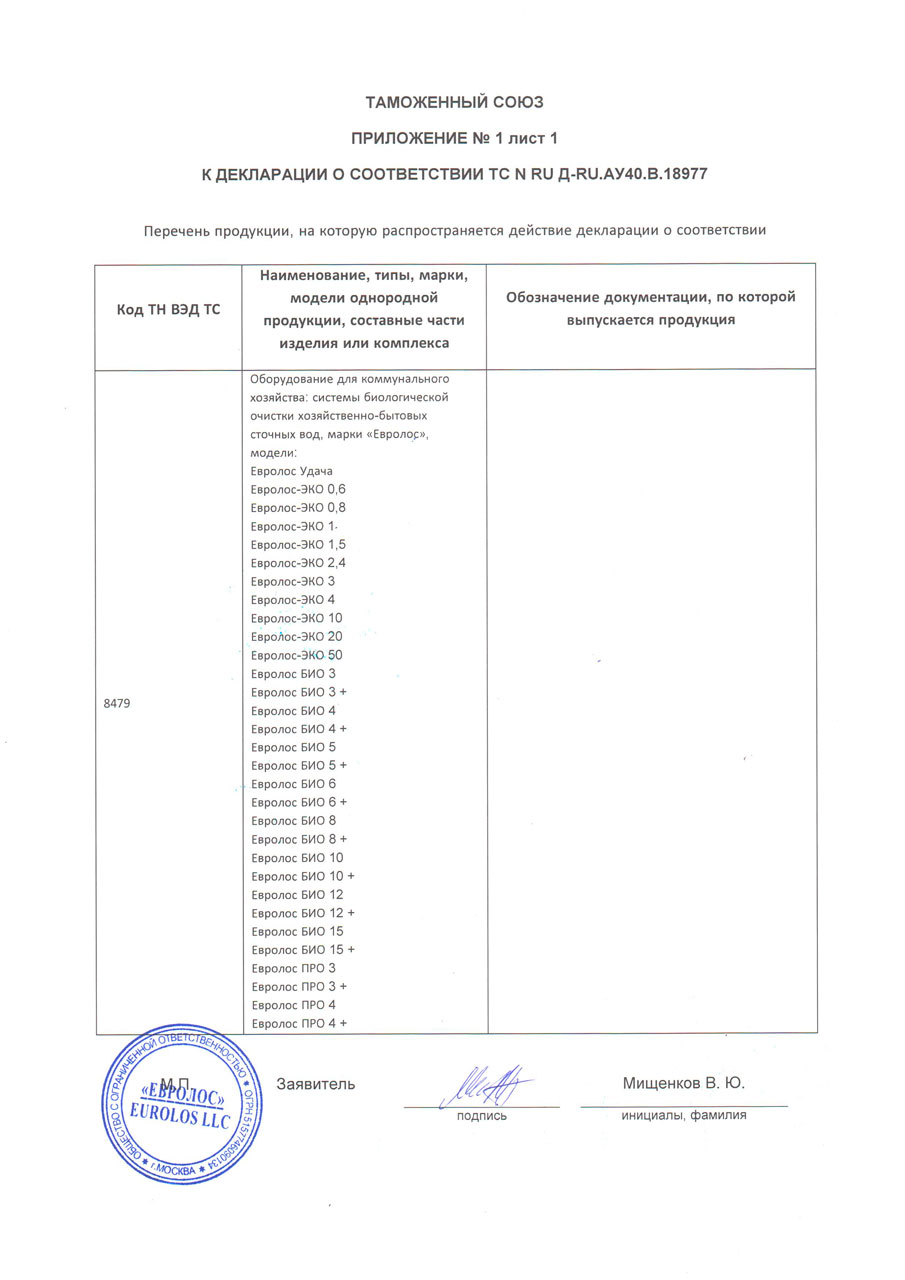 ТАМОЖЕННЫЙ СОЮЗ
ПРИЛОЖЕНИЕ № 1 лист 1
К ДЕКЛАРАЦИИ О СООТВЕТСТВИИ ТС N RU Д-RU.АУ40.В.18977
Перечень продукции, на которую распространяется действие декларации о соответствии
Код ТН ВЭД ТС
Наименование, типы, марки,
модели однородной
продукции, составные части
изделия или комплекса
Обозначение документации, по которой
выпускается продукция
8479
Оборудование для коммунального
хозяйства: системы биологической
очистки хозяйственно-бытовых
сточных вод, марки «Евролос»,
модели:
Евролос Удача
Евролос-ЭКО 0,6
Евролос-ЭКО 0,8
Евролос-ЭКО 1
Евролос-ЭКО 1,5
Евролос-ЭКО 2,4
Евролос-ЭКО 3
Евролос-ЭКО 4
Евролос-ЭКО 10
Евролос-ЭКО 20
Евролос-ЭКО 50
Евролос БИО 3
Евролос БИО 3 +
Евролос БИО 4
Евролос БИО 4 +
Евролос БИО 5
Евролос БИО 5 +
Евролос БИО 6
Евролос БИО 6 +
Евролос БИО 8
Евролос БИО 8 +
Евролос БИО 10
Евролос БИО 10 +
Евролос БИО 12
Евролос БИО 12 +
Евролос БИО 15
Евролос БИО 15 +
Евролос ПРО 3
Евролос ПРО 3 +
Евролос ПРО 4
Евролос ПРО 4 +
М.П.
Заявитель
Мищенков В. Ю.
подпись
инициалы, фамилия
ОБЩЕСТВО С ОГРАНИЧЕННОЙ ОТВЕТСТВЕННОСТЬЮ
«ЕВРОЛОС»
EUROLOS LLC
г.МОСКВА